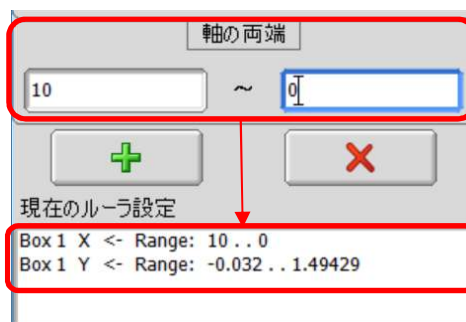 軸の両端
10 ~ 0
現在のルーラ設定
Box 1 X <- Range: 10 .. 0
Box 1 Y <- Range: -0.032 .. 1.49429